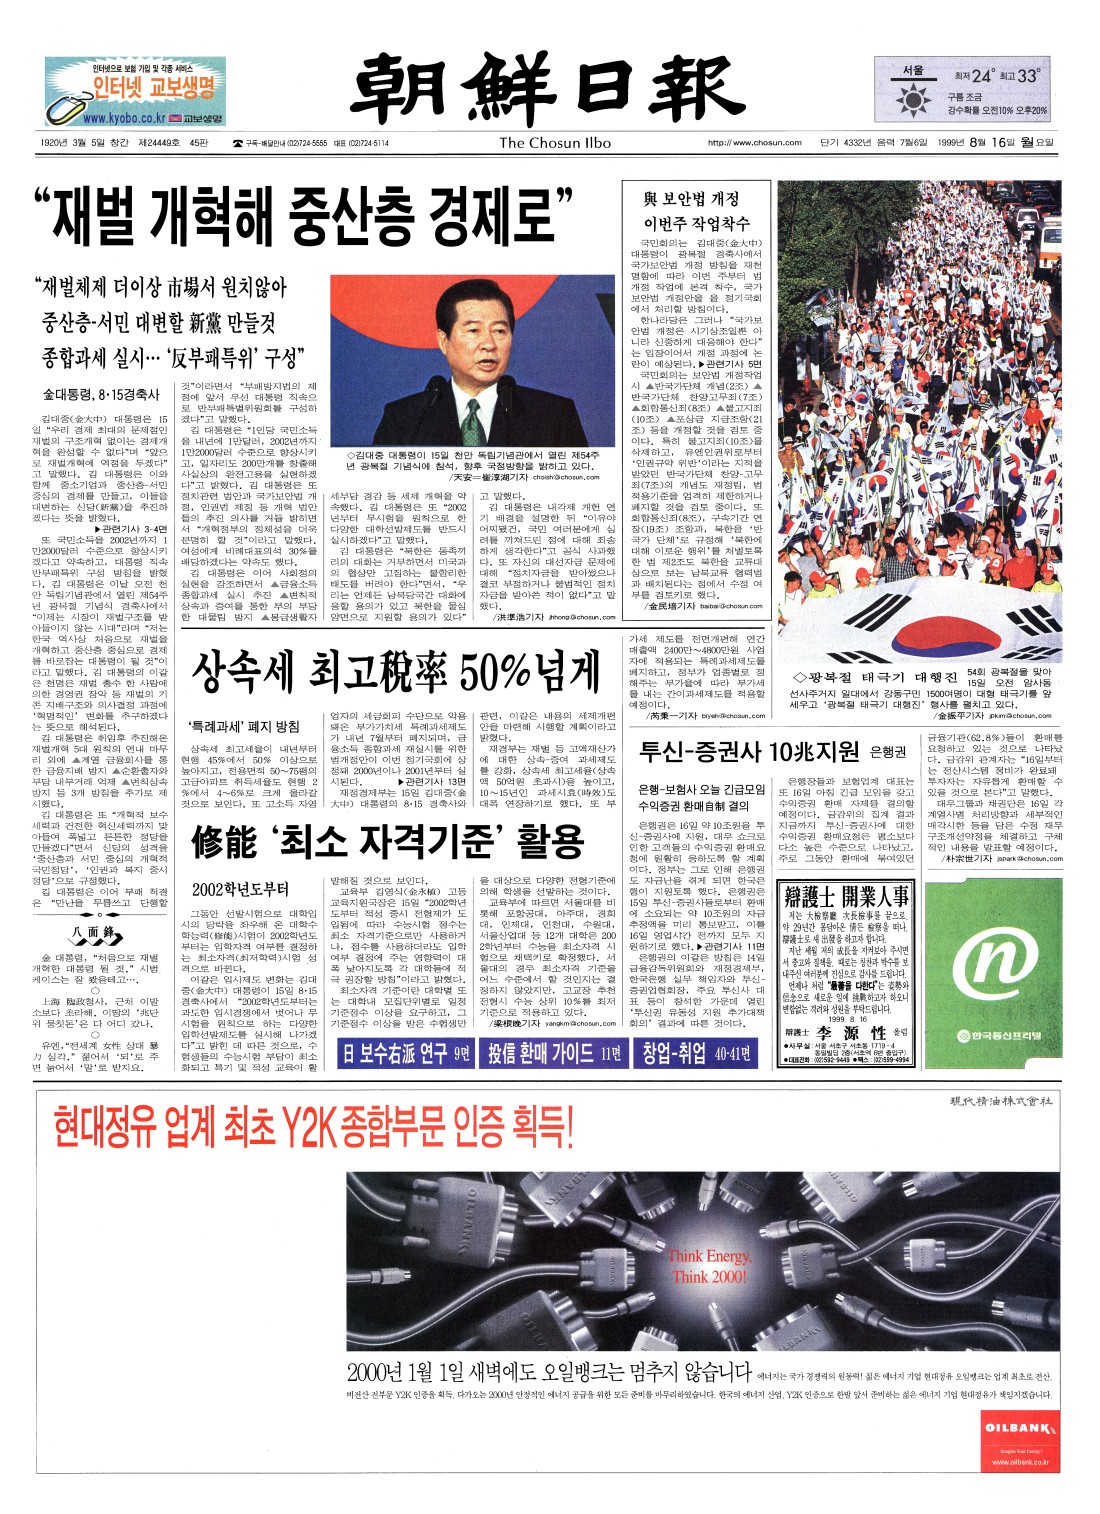 인터넷으로 보험 가입 및 각종 서비스
인터넷 교보생명
www.kyobo.co.kr 교보생명
朝鮮日報
서울
최저 24° 최고 33°
구름 조금
강수확률 오전10% 오후20%
1920년 3월 5일 창간 제24449호 45판
구독·배달안내 (02)724-5555 대표 (02)724-5114
The Chosun Ilbo
http://www.chosun.com
단기 4332년 음력 7월6일 1999년 8월 16일 월요일
“재벌 개혁해 중산층 경제로”
“재벌체제 더이상 市場서 원치않아
중산층-서민 대변할 新黨 만들것
종합과세 실시… ‘反부패특위’ 구성”
金대통령, 8·15경축사
김대중(金大中) 대통령은 15
일 “우리 경제 최대의 문제점인
재벌의 구조개혁 없이는 경제개
혁을 완성할 수 없다”며 “앞으
로 재벌개혁에 역점을 두겠다”
고 말했다. 김 대통령은 이와
함께 중소기업과 중산층-서민
중심의 경제를 만들고, 이들을
대변하는 신당(新黨)을 추진하
겠다는 뜻을 밝혔다.
▶관련기사 3·4면
또 국민소득을 2002년까지 1
만2000달러 수준으로 향상시키
겠다고 약속하고, 대통령 직속
반부패특위 구성 방침을 밝혔
다. 김 대통령은 이날 오전 천
안 독립기념관에서 열린 제54주
년 광복절 기념식 경축사에서
“이제는 시장이 재벌구조를 받
아들이지 않는 시대”라며 “저는
한국 역사상 처음으로 재벌을
개혁하고 중산층 중심으로 경제
를 바로잡는 대통령이 될 것”이
라고 말했다. 김 대통령의 이같
은 천명은 재벌 총수 한 사람에
의한 경영권 장악 등 재벌의 기
존 지배구조와 의사결정 과정에
‘혁명적인’ 변화를 추구하겠다
는 뜻으로 해석된다.
김 대통령은 취임후 추진해온
재벌개혁 5대 원칙의 연내 마무
리 외에 ▲계열 금융회사를 통
한 금융지배 방지 ▲순환출자와
부당 내부거래 억제 ▲변칙상속
방지 등 3개 방침을 추가로 제
시했다.
김 대통령은 또 “개혁적 보수
세력과 건전한 혁신세력까지 맞
아들여 폭넓고 튼튼한 정당을
만들겠다”면서 신당의 성격을
‘중산층과 서민 중심의 개혁적
국민정당’, ‘인권과 복지 중시
정당’으로 규정했다.
김 대통령은 이어 부패 척결
은 “만난을 무릅쓰고 단행할
것”이라면서 “부패방지법의 제
정에 앞서 우선 대통령 직속으
로 반부패특별위원회를 구성하
겠다”고 말했다.
김 대통령은 “1인당 국민소득
을 내년에 1만달러, 2002년까지
1만2000달러 수준으로 향상시키
고, 일자리도 200만개를 창출해
사실상의 완전고용을 실현하겠
다”고 밝혔다. 김 대통령은 또
정치관련 법안과 국가보안법 개
정, 인권법 제정 등 개혁 법안
들의 추진 의사를 거듭 밝히면
서 “개혁정부의 정체성을 더욱
분명히 할 것”이라고 말했다.
여성에게 비례대표의석 30%를
배당하겠다는 약속도 했다.
김 대통령은 이어 사회정의
실현을 강조하면서 ▲금융소득
종합과세 실시 추진 ▲변칙적
상속과 증여를 통한 부의 부당
한 대물림 방지 ▲봉급생활자
◇김대중 대통령이 15일 천안 독립기념관에서 열린 제54주
년 광복절 기념식에 참석, 향후 국정방향을 밝히고 있다.
/天安=崔淳湖기자 choish@chosun.com
세부담 경감 등 세제 개혁을 약
속했다. 김 대통령은 또 “2002
년부터 무시험을 원칙으로 한
다양한 대학선발제도를 반드시
실시하겠다”고 말했다.
김 대통령은 “북한은 동족끼
리의 대화는 거부하면서 미국과
의 협상만 고집하는 불합리한
태도를 버려야 한다”면서, “우
리는 언제든 남북당국간 대화에
응할 용의가 있고 북한을 물심
양면으로 지원할 용의가 있다”
고 말했다.
김 대통령은 내각제 개헌 연
기 배경을 설명한 뒤 “이유야
어찌됐건, 국민 여러분에게 심
려를 끼쳐드린 점에 대해 죄송
하게 생각한다”고 공식 사과했
다. 또 자신의 대선자금 문제에
대해 “정치자금을 받아썼으나
결코 부정하거나 불법적인 정치
자금을 받아쓴 적이 없다”고 말
했다.
/洪準浩기자 jhhong@chosun.com
與 보안법 개정
이번주 작업착수
국민회의는 김대중(金大中)
대통령이 광복절 경축사에서
국가보안법 개정 방침을 재천
명함에 따라 이번 주부터 법
개정 작업에 본격 착수, 국가
보안법 개정안을 올 정기국회
에서 처리할 방침이다.
한나라당은 그러나 “국가보
안법 개정은 시기상조일뿐 아
니라 신중하게 대응해야 한다”
는 입장이어서 개정 과정에 논
란이 예상된다. ▶관련기사 5면
국민회의는 보안법 개정작업
시 ▲반국가단체 개념(2조) ▲
반국가단체 찬양고무죄(7조)
▲회합통신죄(8조) ▲불고지죄
(10조) ▲포상금 지급조항(21
조) 등을 개정할 것을 검토 중
이다. 특히 불고지죄(10조)를
삭제하고, 유엔인권위로부터
‘인권규약 위반’이라는 지적을
받았던 반국가단체 찬양·고무
죄(7조)의 개념도 재정립, 법
적용기준을 엄격히 제한하거나
폐지할 것을 검토 중이다. 또
회합통신죄(8조), 구속기간 연
장(19조) 조항과, 북한을 ‘반
국가 단체’로 규정해 ‘북한에
대해 이로운 행위’를 처벌토록
한 법 제2조도 북한을 교류대
상으로 보는 남북교류 협력법
과 배치된다는 점에서 수정 여
부를 검토키로 했다.
/金民培기자 baibai@chosun.com
◇광복절 태극기 대행진 54회 광복절을 맞아
15일 오전 암사동
선사주거지 일대에서 강동구민 1500여명이 대형 태극기를 앞
세우고 ‘광복절 태극기 대행진’ 행사를 펼치고 있다.
/金振平기자 jpkim@chosun.com
상속세 최고稅率 50%넘게
‘특례과세’ 폐지 방침
상속세 최고세율이 내년부터
현행 45%에서 50% 이상으로
높아지고, 전용면적 50~75평의
고급아파트 취득세율도 현행 2
%에서 4~6%로 크게 올라갈
것으로 보인다. 또 고소득 자영
업자의 세급회피 수단으로 악용
돼온 부가가치세 특례과세제도
가 내년 7월부터 폐지되며, 금
융소득 종합과세 재실시를 위한
법개정안이 이번 정기국회에 상
정돼 2000년이나 2001년부터 실
시된다. ▶관련기사 13면
재정경제부는 15일 김대중(金
大中) 대통령의 8·15 경축사와
관련, 이같은 내용의 세제개편
안을 마련해 시행할 계획이라고
밝혔다.
재경부는 재벌 등 고액재산가
에 대한 상속-증여 과세제도
를 강화, 상속세 최고세율(상속
액 50억원 초과시)을 높이고,
10~15년인 과세시효(時效)도
대폭 연장하기로 했다. 또 부
가세 제도를 전면개편해 연간
매출액 2400만~4800만원 사업
자에 적용되는 특례과세제도를
폐지하고, 정부가 업종별로 정
해주는 부가율에 따라 부가세
를 내는 간이과세제도를 적용할
예정이다.
/芮秉一기자 biyeh@chosun.com
修能 ‘최소 자격기준’ 활용
2002학년도부터
그동안 선발시험으로 대학입
시의 당락을 좌우해 온 대학수
학능력(修能)시험이 2002학년도
부터는 입학자격 여부를 결정하
는 최소자격(최저학력)시험 성
격으로 바뀐다.
이같은 입시제도 변화는 김대
중(金大中) 대통령이 15일 8·15
경축사에서 “2002학년도부터는
과도한 입시경쟁에서 벗어나 무
시험을 원칙으로 하는 다양한
입학선발제도를 실시해 나가겠
다”고 밝힌 데 따른 것으로, 수
험생들의 수능시험 부담이 최소
화되고 특기 및 적성 교육이 활
발해질 것으로 보인다.
교육부 김영식(金永植) 고등
교육지원국장은 15일 “2002학년
도부터 적성 중시 전형제가 도
입됨에 따라 수능시험 점수는
최소 자격기준으로만 사용하거
나, 점수를 사용하더라도 입학
여부 결정에 주는 영향력이 대
폭 낮아지도록 각 대학들에 적
극 권장할 방침”이라고 밝혔다.
최소자격 기준이란 대학별 또
는 대학내 모집단위별로 일정
기준점수 이상을 요구하고, 그
기준점수 이상을 받은 수험생만
을 대상으로 다양한 전형기준에
의해 학생을 선발하는 것이다.
교육부에 따르면 서울대를 비
롯해 포항공대, 아주대, 경희
대, 인제대, 인천대, 수원대,
서울산업대 등 12개 대학은 200
2학년부터 수능을 최소자격 시
험으로 채택키로 확정했다. 서
울대의 경우 최소자격 기준을
어느 수준에서 할 것인지는 결
정하지 않았지만, 고교장 추천
전형시 수능 상위 10%를 최저
기준으로 적용하고 있다.
/梁根晚기자 yangkm@chosun.com
투신-증권사 10兆지원 은행권
은행-보험사 오늘 긴급모임
수익증권 환매自制 결의
은행권은 16일 약 10조원을 투
신-증권사에 지원, 대우 쇼크로
인한 고객들의 수익증권 환매요
청에 원활히 응하도록 할 계획
이다. 정부는 그로 인해 은행권
도 자금난을 겪게 되면 한국은
행이 지원토록 했다. 은행권은
15일 투신-증권사들로부터 환매
에 소요되는 약 10조원의 자금
추정액을 미리 통보받고, 이를
16일 영업시간 전까지 모두 지
원하기로 했다. ▶관련기사 11면
은행권의 이같은 방침은 14일
금융감독위원회와 재정경제부,
한국은행 실무 책임자와 투신-
증권업협회장, 주요 투신사 대
표 등이 참석한 가운데 열린
‘투신권 유동성 지원 추가대책
회의’ 결과에 따른 것이다.
은행장들과 보험업계 대표는
또 16일 아침 긴급 모임을 갖고
수익증권 환매 자제를 결의할
예정이다. 금감위의 집계 결과
지금까지 투신-증권사에 대한
수익증권 환매요청은 평소보다
다소 높은 수준으로 나타났고,
주로 그동안 환매에 묶여있던
금융기관(62.8%)들이 환매를
요청하고 있는 것으로 나타났
다. 금감위 관계자는 “16일부터
는 전산시스템 정비가 완료돼
투자자는 자유롭게 환매할 수
있을 것으로 본다”고 말했다.
대우그룹과 채권단은 16일 각
계열사별 처리방향과 세부적인
매각시한 등을 담은 수정 재무
구조개선약정을 체결하고 구체
적인 내용을 발표할 예정이다.
/朴宗世기자 jspark@chosun.com
八面鋒
金 대통령, “처음으로 재벌
개혁한 대통령 될 것.” 시범
케이스는 잘 봤을테고….
○
上海 臨政청사, 근처 이발
소보다 초라해. 이땅의 ‘兆단
위 뭉칫돈’은 다 어디 갔나.
○
유엔, “전세계 女性 상대 暴
力 심각.” 젊어서 ‘되’로 주
면 늙어서 ‘말’로 받지요.
日 보수右派 연구 9면
投信 환매 가이드 11면
창업·취업 40·41면
辯護士 開業人事
저는 大檢察廳 次長檢事를 끝으로,
약 29년간 몸담아온 情든 檢察을 떠나,
辯護士로 새 出發을 하고자 합니다.
지난 세월 저의 成長을 지켜보아 주시면
서 충고와 질책을, 때로는 칭찬과 박수를 보
내주신 여러분께 진심으로 감사를 드립니다.
언제나 처럼 “最善을 다한다”는 姿勢와
信念으로 새로운 일에 挑戰하고자 하오니
변함없는 격려와 성원을 부탁드립니다.
1999. 8. 16
辯護士 李源性 올림
●사무실: 서울 서초구 서초동 1719-4
동일빌딩 2층(서초역 6번 출입구)
●대표전화: (02)592-9449 ●팩스: (02)599-4994
n
한국통신프리텔
현대정유 업계 최초 Y2K 종합부문 인증 획득!
現代精油株式會社
Think Energy,
Think 2000!
OILBANK
2000년 1월 1일 새벽에도 오일뱅크는 멈추지 않습니다 에너지는 국가 경쟁력의 원동력! 젊은 에너지 기업 현대정유 오일뱅크는 업계 최초로 전산,
비전산 전부문 Y2K 인증을 획득, 다가오는 2000년 안정적인 에너지 공급을 위한 모든 준비를 마무리하였습니다. 한국의 에너지 산업, Y2K 인증으로 한발 앞서 준비하는 젊은 에너지 기업 현대정유가 책임지겠습니다.
OILBANK
www.oilbank.co.kr